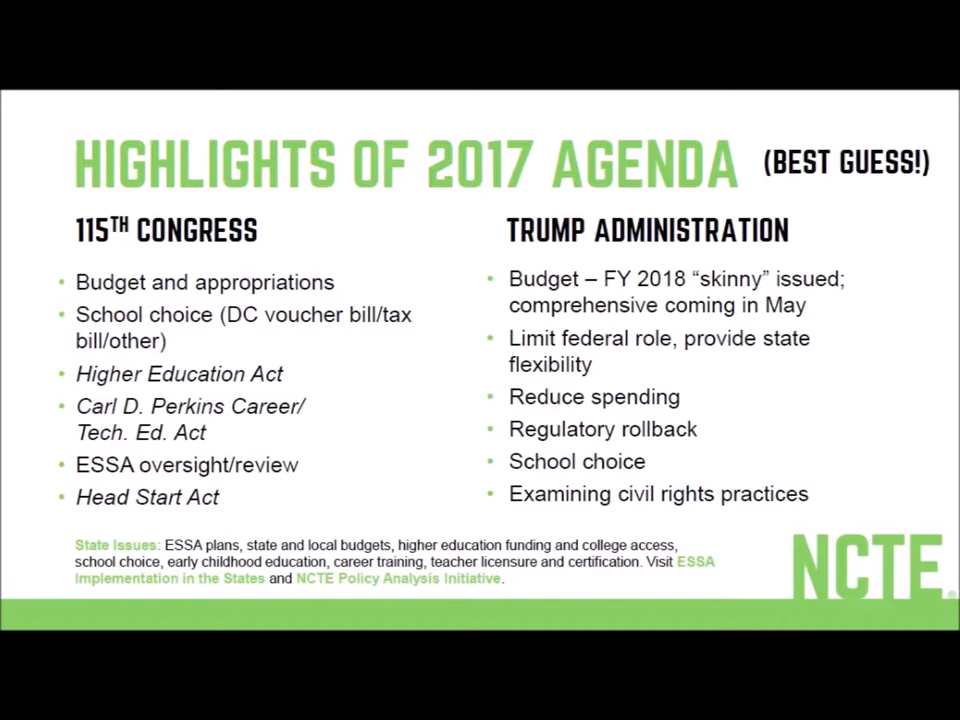 HIGHLIGHTS OF 2017 AGENDA (BEST GUESS!)
115TH CONGRESS
• Budget and appropriations
• School choice (DC voucher bill/tax
bill/other)
• Higher Education Act
• Carl D. Perkins Career/
Tech. Ed. Act
• ESSA oversight/review
• Head Start Act
TRUMP ADMINISTRATION
• Budget – FY 2018 “skinny” issued;
comprehensive coming in May
• Limit federal role, provide state
flexibility
• Reduce spending
• Regulatory rollback
• School choice
• Examining civil rights practices
State Issues: ESSA plans, state and local budgets, higher education funding and college access,
school choice, early childhood education, career training, teacher licensure and certification. Visit ESSA
Implementation in the States and NCTE Policy Analysis Initiative.
NCTE®